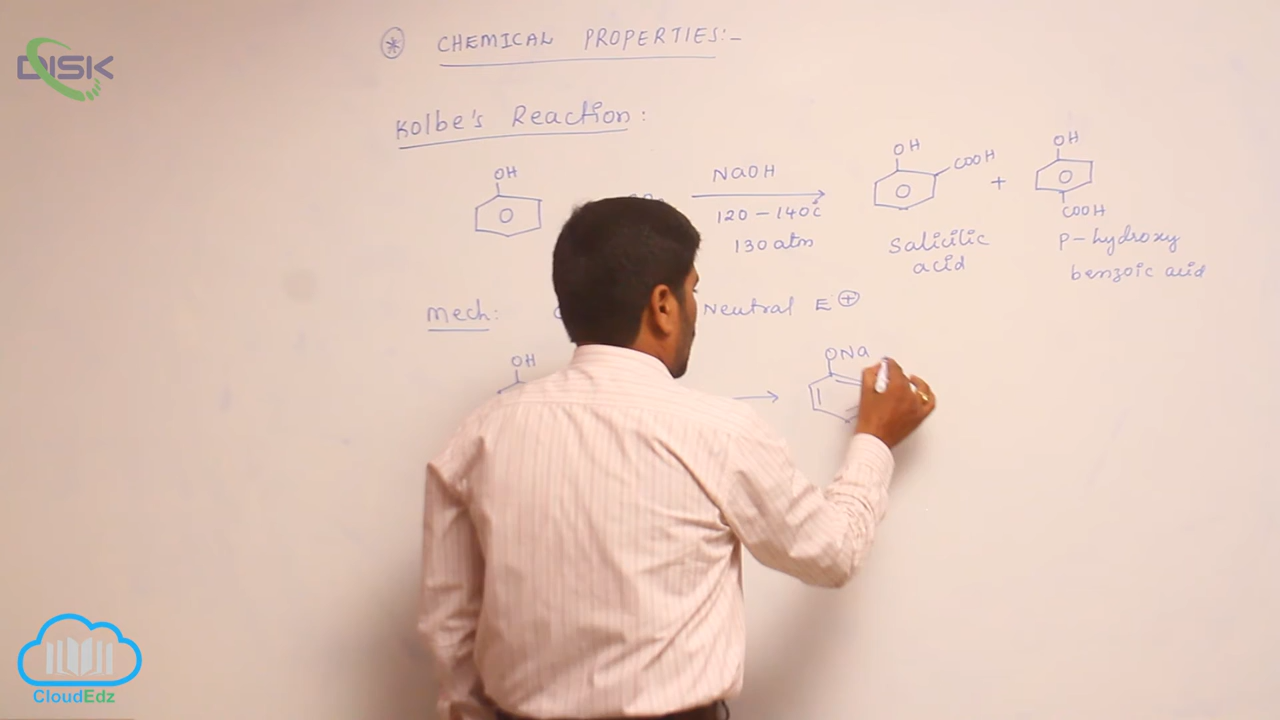 DISK
* CHEMICAL PROPERTIES:-
Kolbe's Reaction:
OH
NaOH
120 - 140°C
130 atm
OH
COOH
+
OH
COOH
Salicilic
acid
P-hydroxy
benzoic acid
Mech:
Neutral E⊕
OH
ONa
CloudEdz